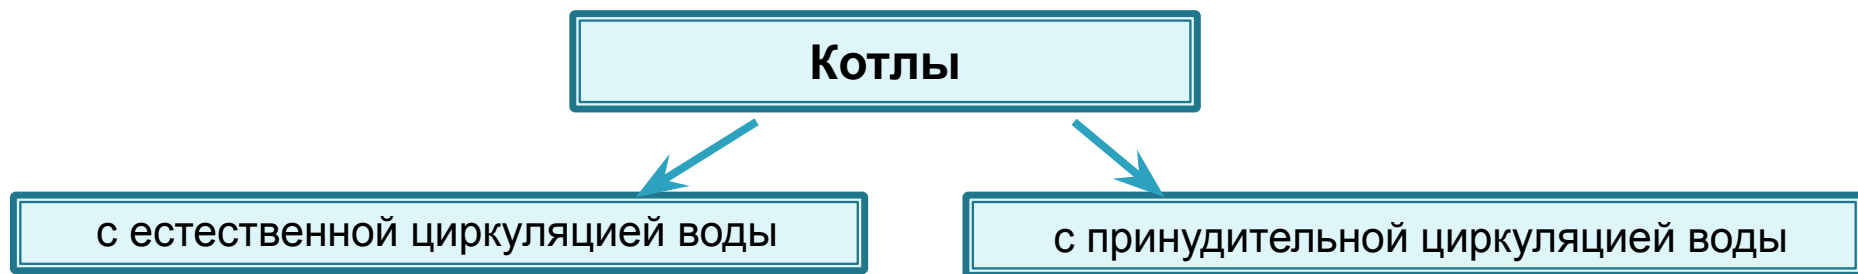 Котлы
с естественной циркуляцией воды
с принудительной циркуляцией воды